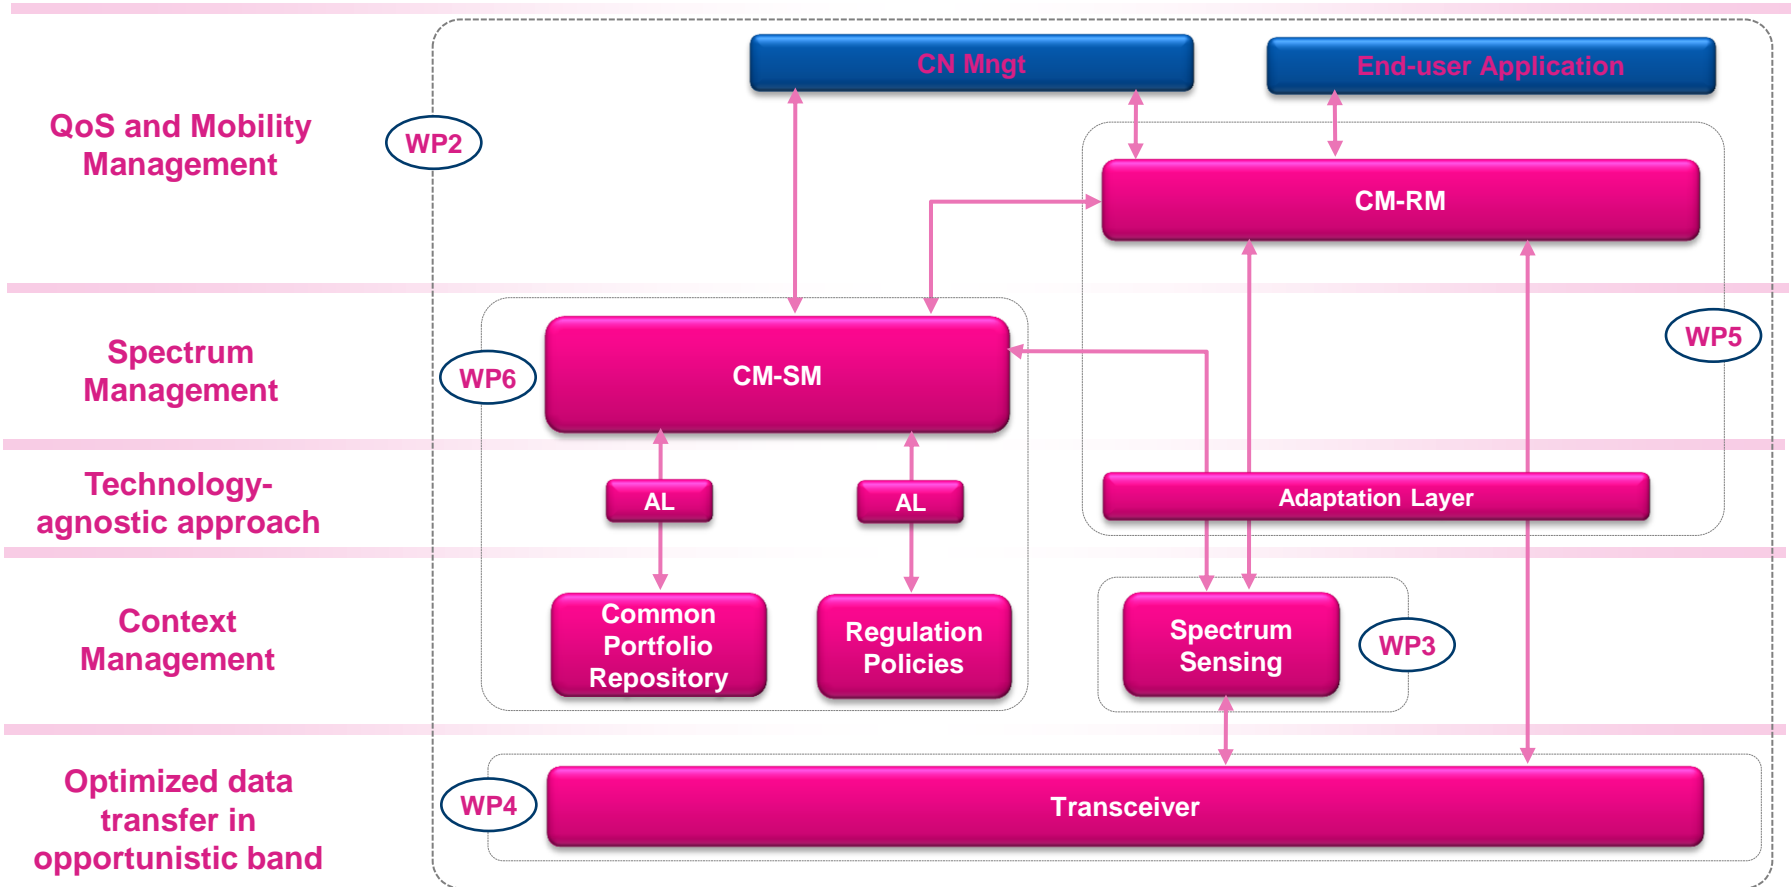 CN Mngt
End-user Application
QoS and Mobility
Management
WP2
CM-RM
Spectrum
Management
WP6
CM-SM
WP5
Technology-
agnostic approach
AL
AL
Adaptation Layer
Context
Management
Common
Portfolio
Repository
Regulation
Policies
Spectrum
Sensing
WP3
Optimized data
transfer in
opportunistic band
WP4
Transceiver